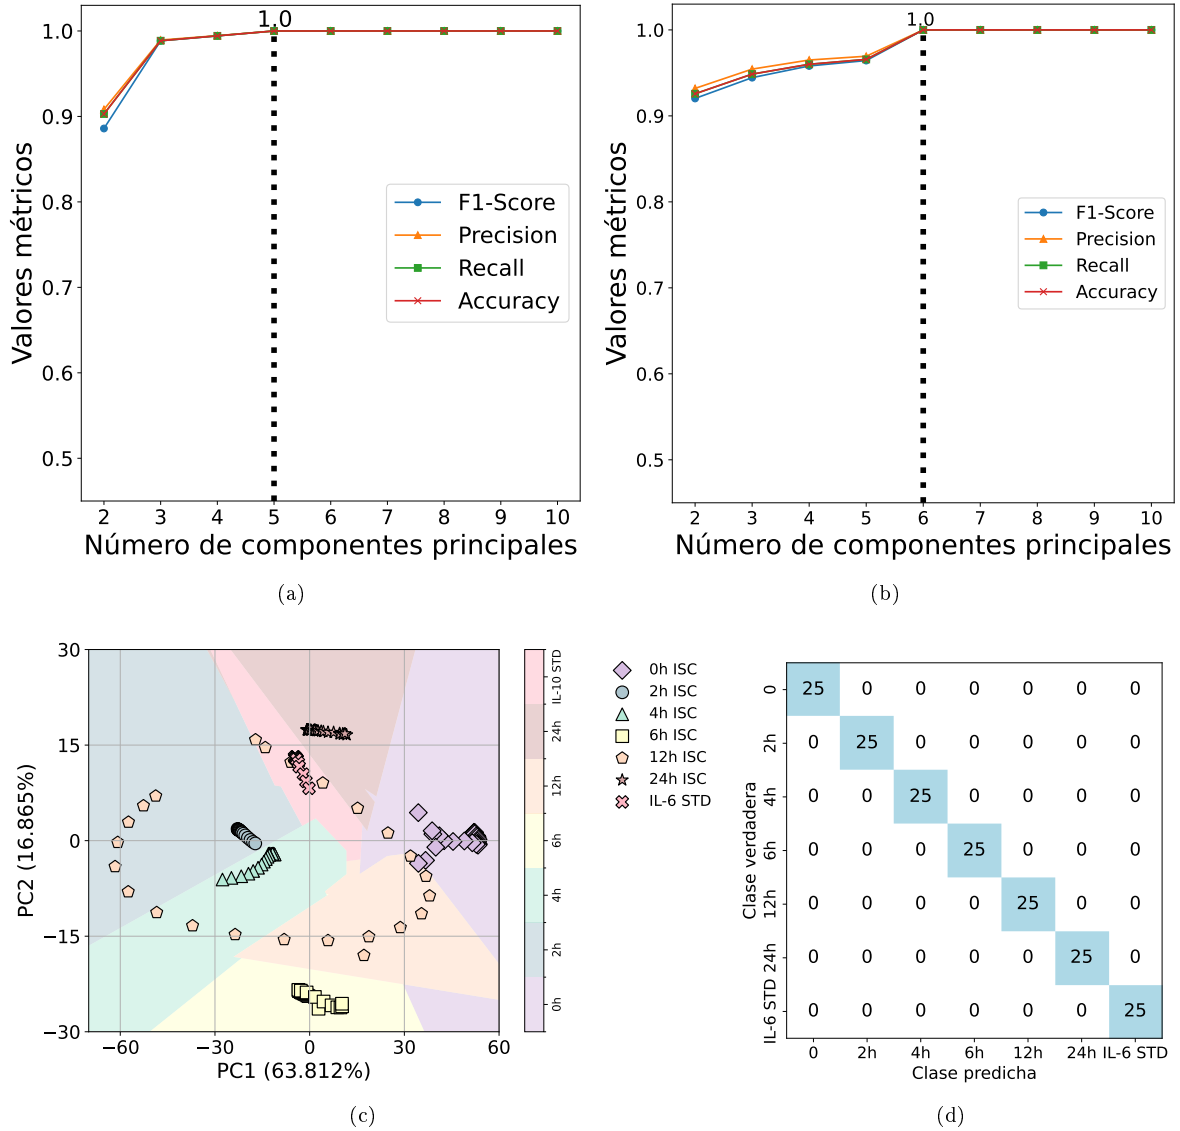 1.0
1.0
0.9
0.8
0.7
0.6
0.5
Valores métricos
F1-Score
Precision
Recall
Accuracy
2 3 4 5 6 7 8 9 10
Número de componentes principales
(a)
1.0
1.0
0.9
0.8
0.7
0.6
0.5
Valores métricos
F1-Score
Precision
Recall
Accuracy
2 3 4 5 6 7 8 9 10
Número de componentes principales
(b)
30
15
0
−15
−30
PC2 (16.865%)
−60 −30 0 30 60
PC1 (63.812%)
IL-10 STD
24h
12h
6h
4h
2h
0h
0h ISC
2h ISC
4h ISC
6h ISC
12h ISC
24h ISC
IL-6 STD
(c)
Clase verdadera
0 25 0 0 0 0 0 0
2h 0 25 0 0 0 0 0
4h 0 0 25 0 0 0 0
6h 0 0 0 25 0 0 0
12h 0 0 0 0 25 0 0
24h 0 0 0 0 0 25 0
IL-6 STD 0 0 0 0 0 0 25
0 2h 4h 6h 12h 24h IL-6 STD
Clase predicha
(d)